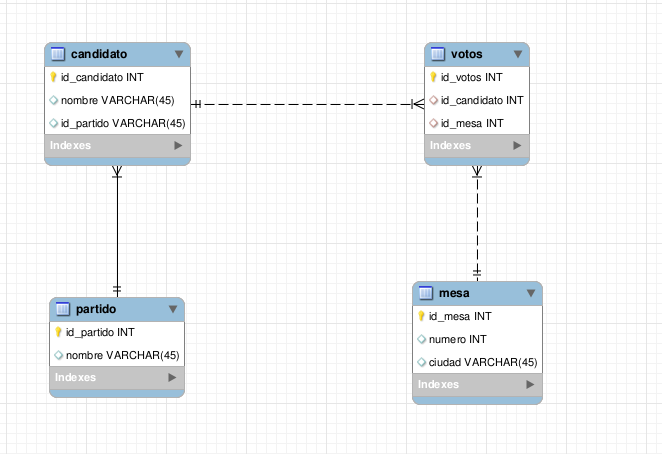 candidato
id_candidato INT
nombre VARCHAR(45)
id_partido VARCHAR(45)
Indexes
votos
id_votos INT
id_candidato INT
id_mesa INT
Indexes
partido
id_partido INT
nombre VARCHAR(45)
Indexes
mesa
id_mesa INT
numero INT
ciudad VARCHAR(45)
Indexes